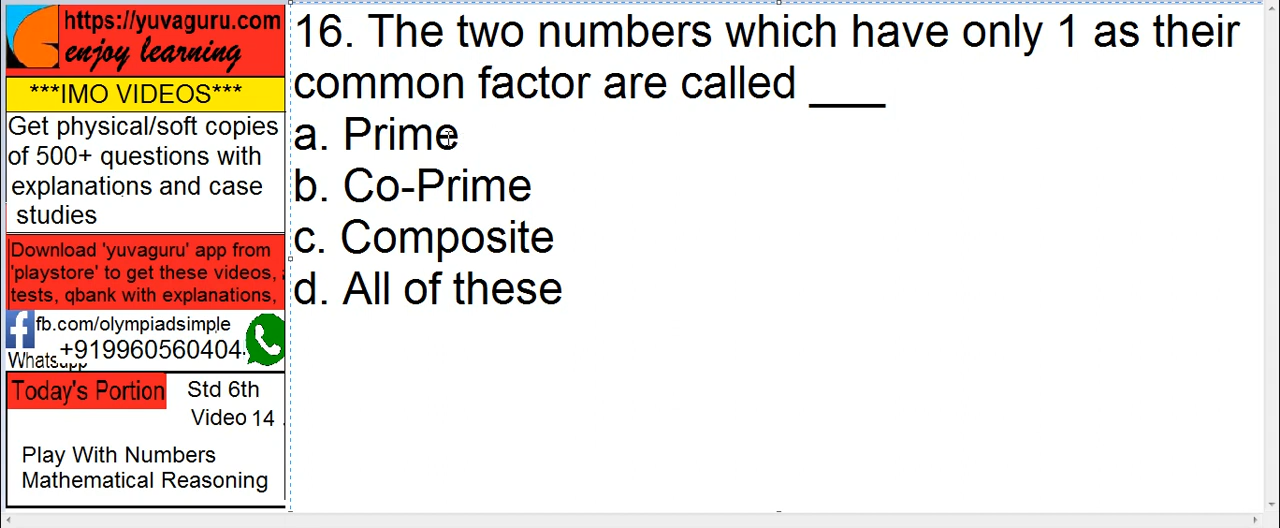 https://yuvaguru.com
enjoy learning
***IMO VIDEOS***
Get physical/soft copies
of 500+ questions with
explanations and case
studies
Download 'yuvaguru' app from
'playstore' to get these videos,
tests, qbank with explanations,
fb.com/olympiadsimple
+919960560404
Whatsupp
Today's Portion
Std 6th
Video 14
Play With Numbers
Mathematical Reasoning
16. The two numbers which have only 1 as their
common factor are called ___
a. Prime
b. Co-Prime
c. Composite
d. All of these